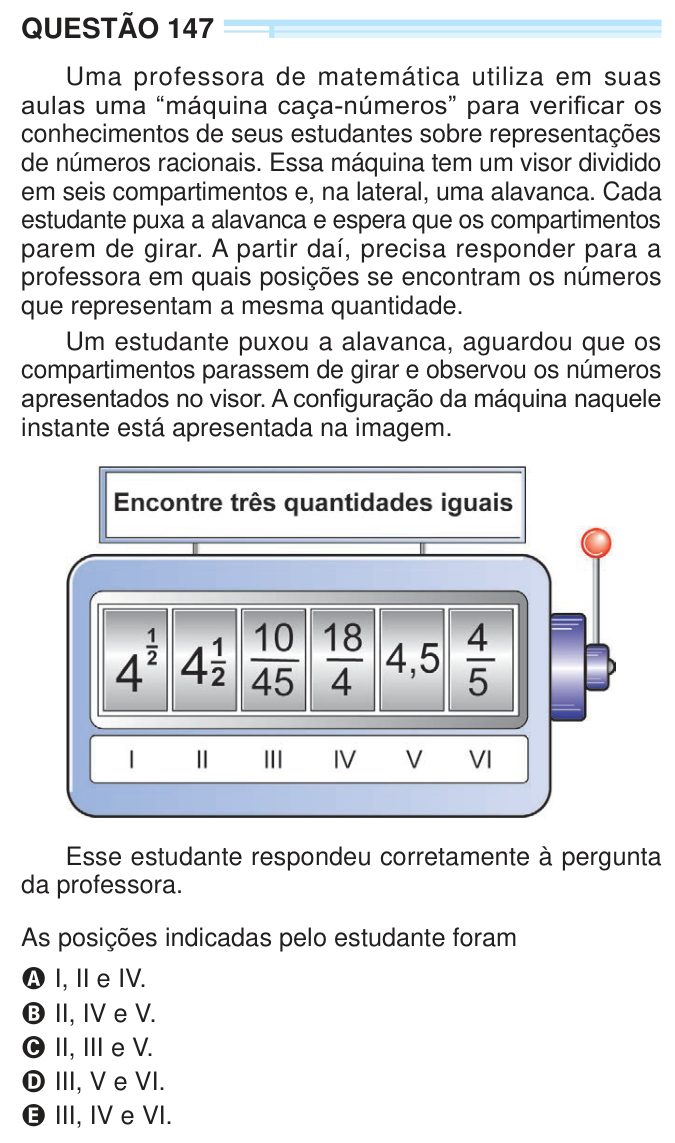 QUESTÃO 147
Uma professora de matemática utiliza em suas
aulas uma “máquina caça-números” para verificar os
conhecimentos de seus estudantes sobre representações
de números racionais. Essa máquina tem um visor dividido
em seis compartimentos e, na lateral, uma alavanca. Cada
estudante puxa a alavanca e espera que os compartimentos
parem de girar. A partir daí, precisa responder para a
professora em quais posições se encontram os números
que representam a mesma quantidade.
Um estudante puxou a alavanca, aguardou que os
compartimentos parassem de girar e observou os números
apresentados no visor. A configuração da máquina naquele
instante está apresentada na imagem.
Encontre três quantidades iguais
4^(1/2) 4 1/2 10/45 18/4 4,5 4/5
I II III IV V VI
Esse estudante respondeu corretamente à pergunta
da professora.
As posições indicadas pelo estudante foram
A I, II e IV.
B II, IV e V.
C II, III e V.
D III, V e VI.
E III, IV e VI.